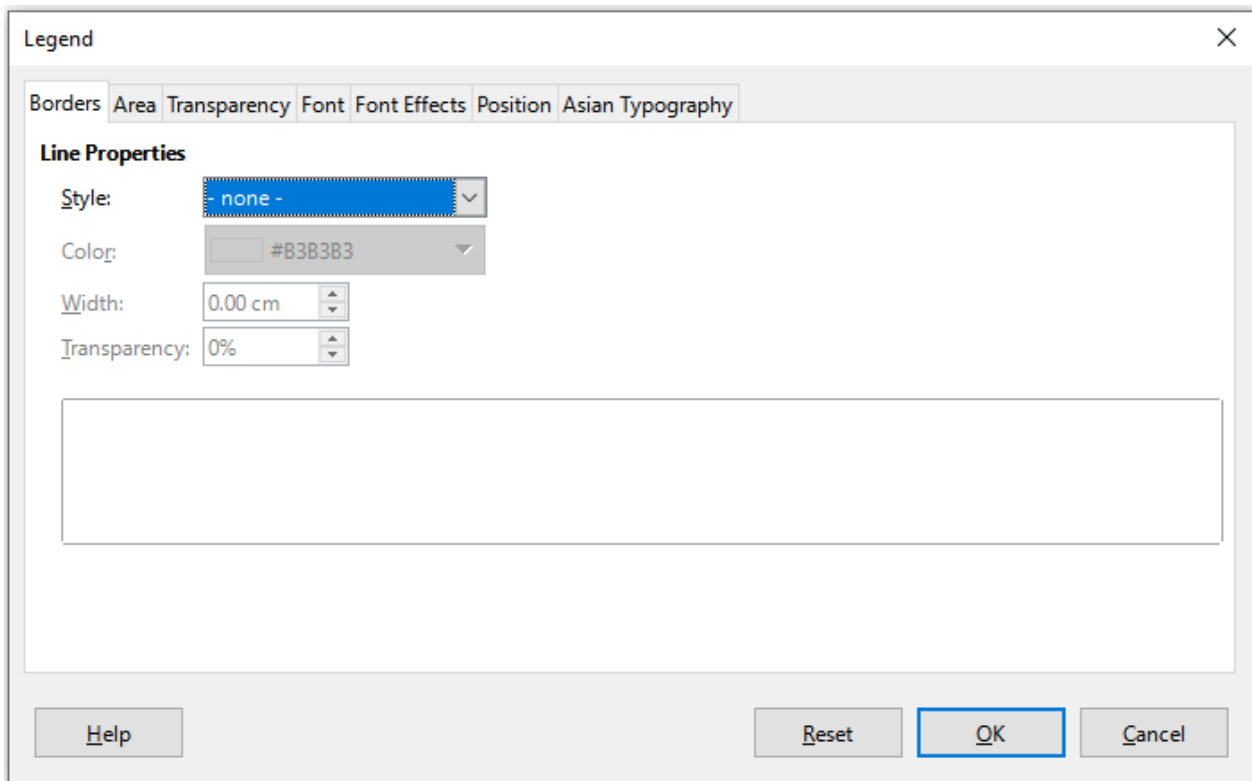 Legend
Borders Area Transparency Font Font Effects Position Asian Typography
Line Properties
Style: - none -
Color: #B3B3B3
Width: 0.00 cm
Transparency: 0%
Help Reset OK Cancel